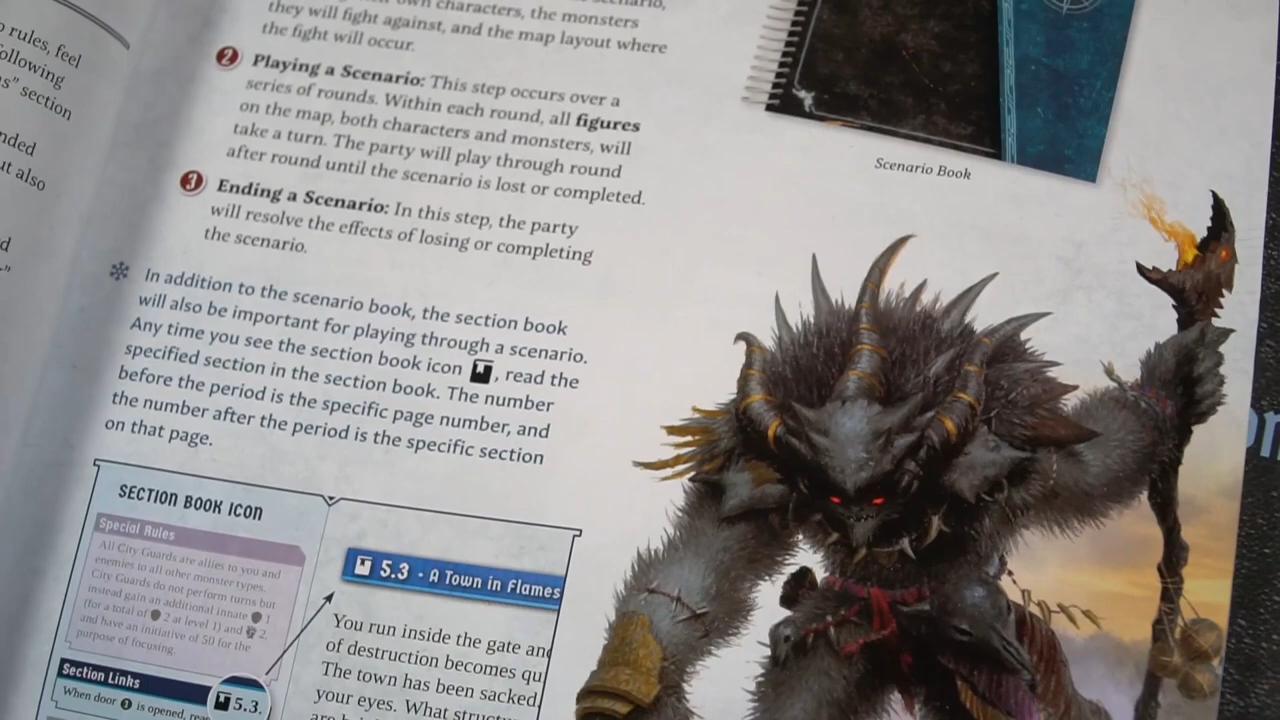 o rules, feel
ollowing
s" section
nded
ut also
d
"
own characters, the monsters
they will fight against, and the map layout where
the fight will occur.
2 Playing a Scenario: This step occurs over a
series of rounds. Within each round, all figures
on the map, both characters and monsters, will
take a turn. The party will play through round
after round until the scenario is lost or completed.
3 Ending a Scenario: In this step, the party
will resolve the effects of losing or completing
the scenario.
In addition to the scenario book, the section book
will also be important for playing through a scenario.
Any time you see the section book icon , read the
specified section in the section book. The number
before the period is the specific page number, and
the number after the period is the specific section
on that page.
SECTION BOOK ICON
Special Rules
All City Guards are allies to you and
enemies to all other monster types.
City Guards do not perform turns but
instead gain an additional innate 1
(for a total of 2 at level 1) and 2,
and have an initiative of 50 for the
purpose of focusing.
Section Links
When door 3 is opened, read 5.3.
5.3 · A Town in Flames
You run inside the gate and
of destruction becomes qu
The town has been sacked,
your eyes. What struct
Scenario Book